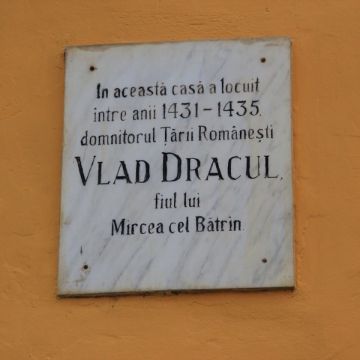 In această casă a locuit
între anii 1431-1435,
domnitorul Țării Românești
VLAD DRACUL,
fiul lui
Mircea cel Bătrîn